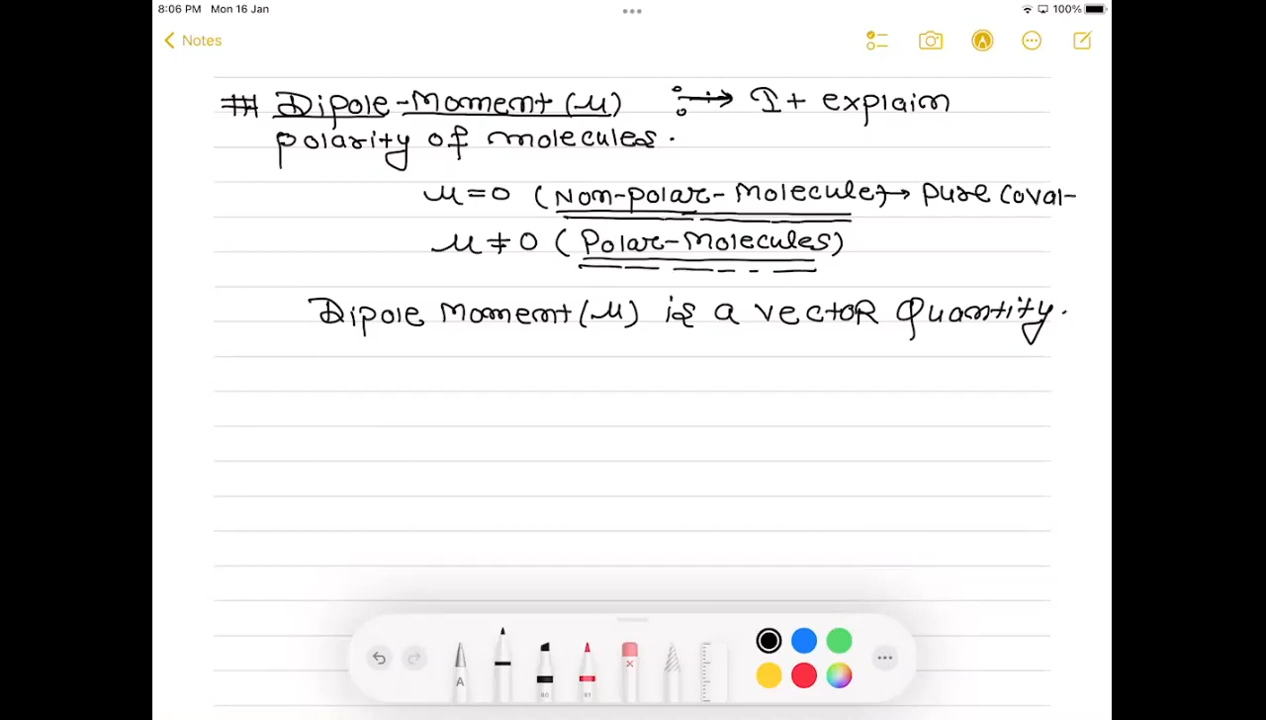 8:06 PM Mon 16 Jan
100%
Notes
# Dipole-Moment (μ) :→ It explain
polarity of molecules.
μ=0 (Non-polar-Molecule) → Pure Coval-
μ≠0 (Polar-Molecules)
Dipole Moment (μ) is a vectoR Quantity.
A
80